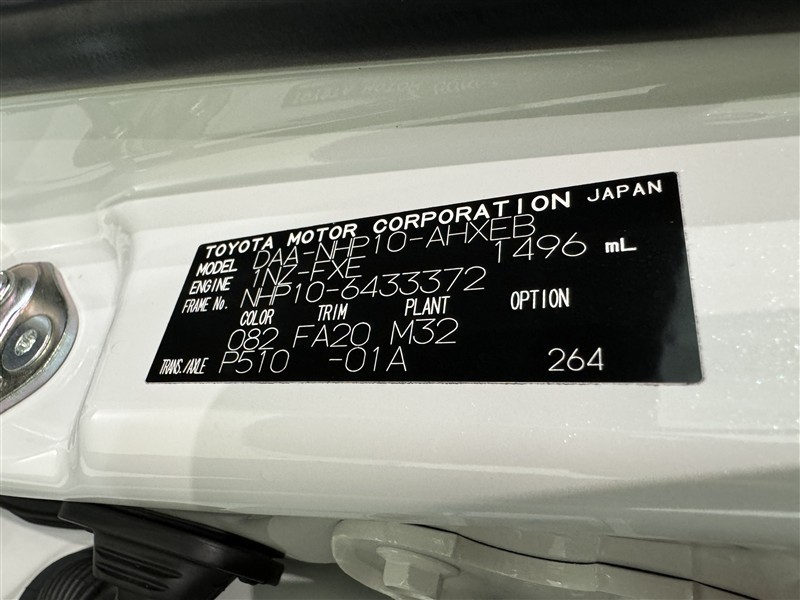 TOYOTA MOTOR CORPORATION JAPAN
MODEL DAA-NHP10-AHXEB
ENGINE 1NZ-FXE 1496 mL
FRAME No. NHP10-6433372
COLOR TRIM PLANT OPTION
082 FA20 M32
TRANS./AXLE P510 -01A 264